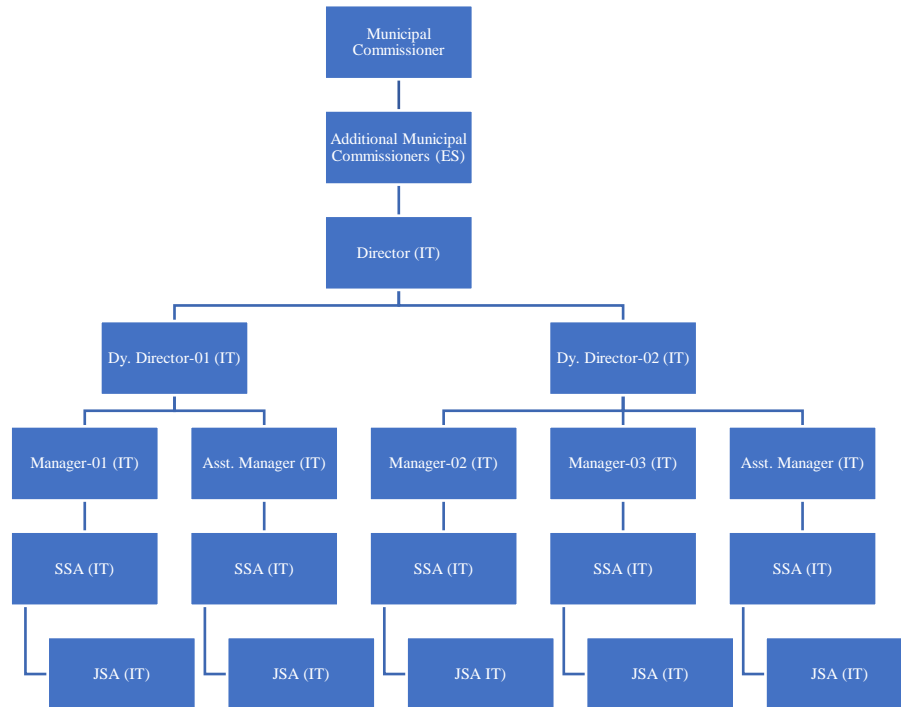 Municipal
Commissioner
Additional Municipal
Commissioners (ES)
Director (IT)
Dy. Director-01 (IT)
Dy. Director-02 (IT)
Manager-01 (IT)
Asst. Manager (IT)
Manager-02 (IT)
Manager-03 (IT)
Asst. Manager (IT)
SSA (IT)
SSA (IT)
SSA (IT)
SSA (IT)
SSA (IT)
JSA (IT)
JSA (IT)
JSA IT)
JSA (IT)
JSA (IT)